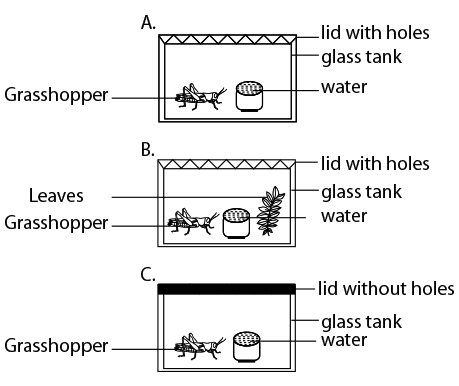 A.
lid with holes
glass tank
Grasshopper
water
B.
lid with holes
Leaves
glass tank
Grasshopper
water
C.
lid without holes
glass tank
Grasshopper
water